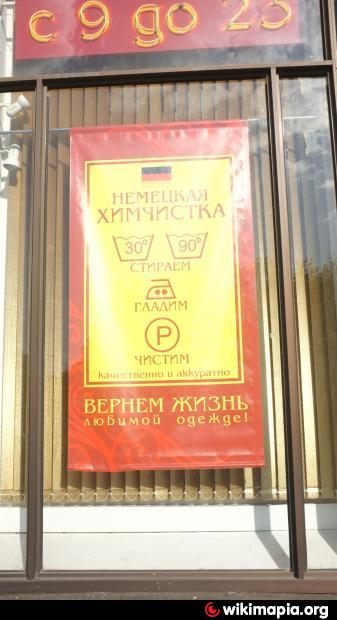 с 9 до 23
НЕМЕЦКАЯ
ХИМЧИСТКА
30° 90°
СТИРАЕМ
ГЛАДИМ
P
ЧИСТИМ
качественно и аккуратно
ВЕРНЕМ ЖИЗНЬ
любимой одежде!
wikimapia.org